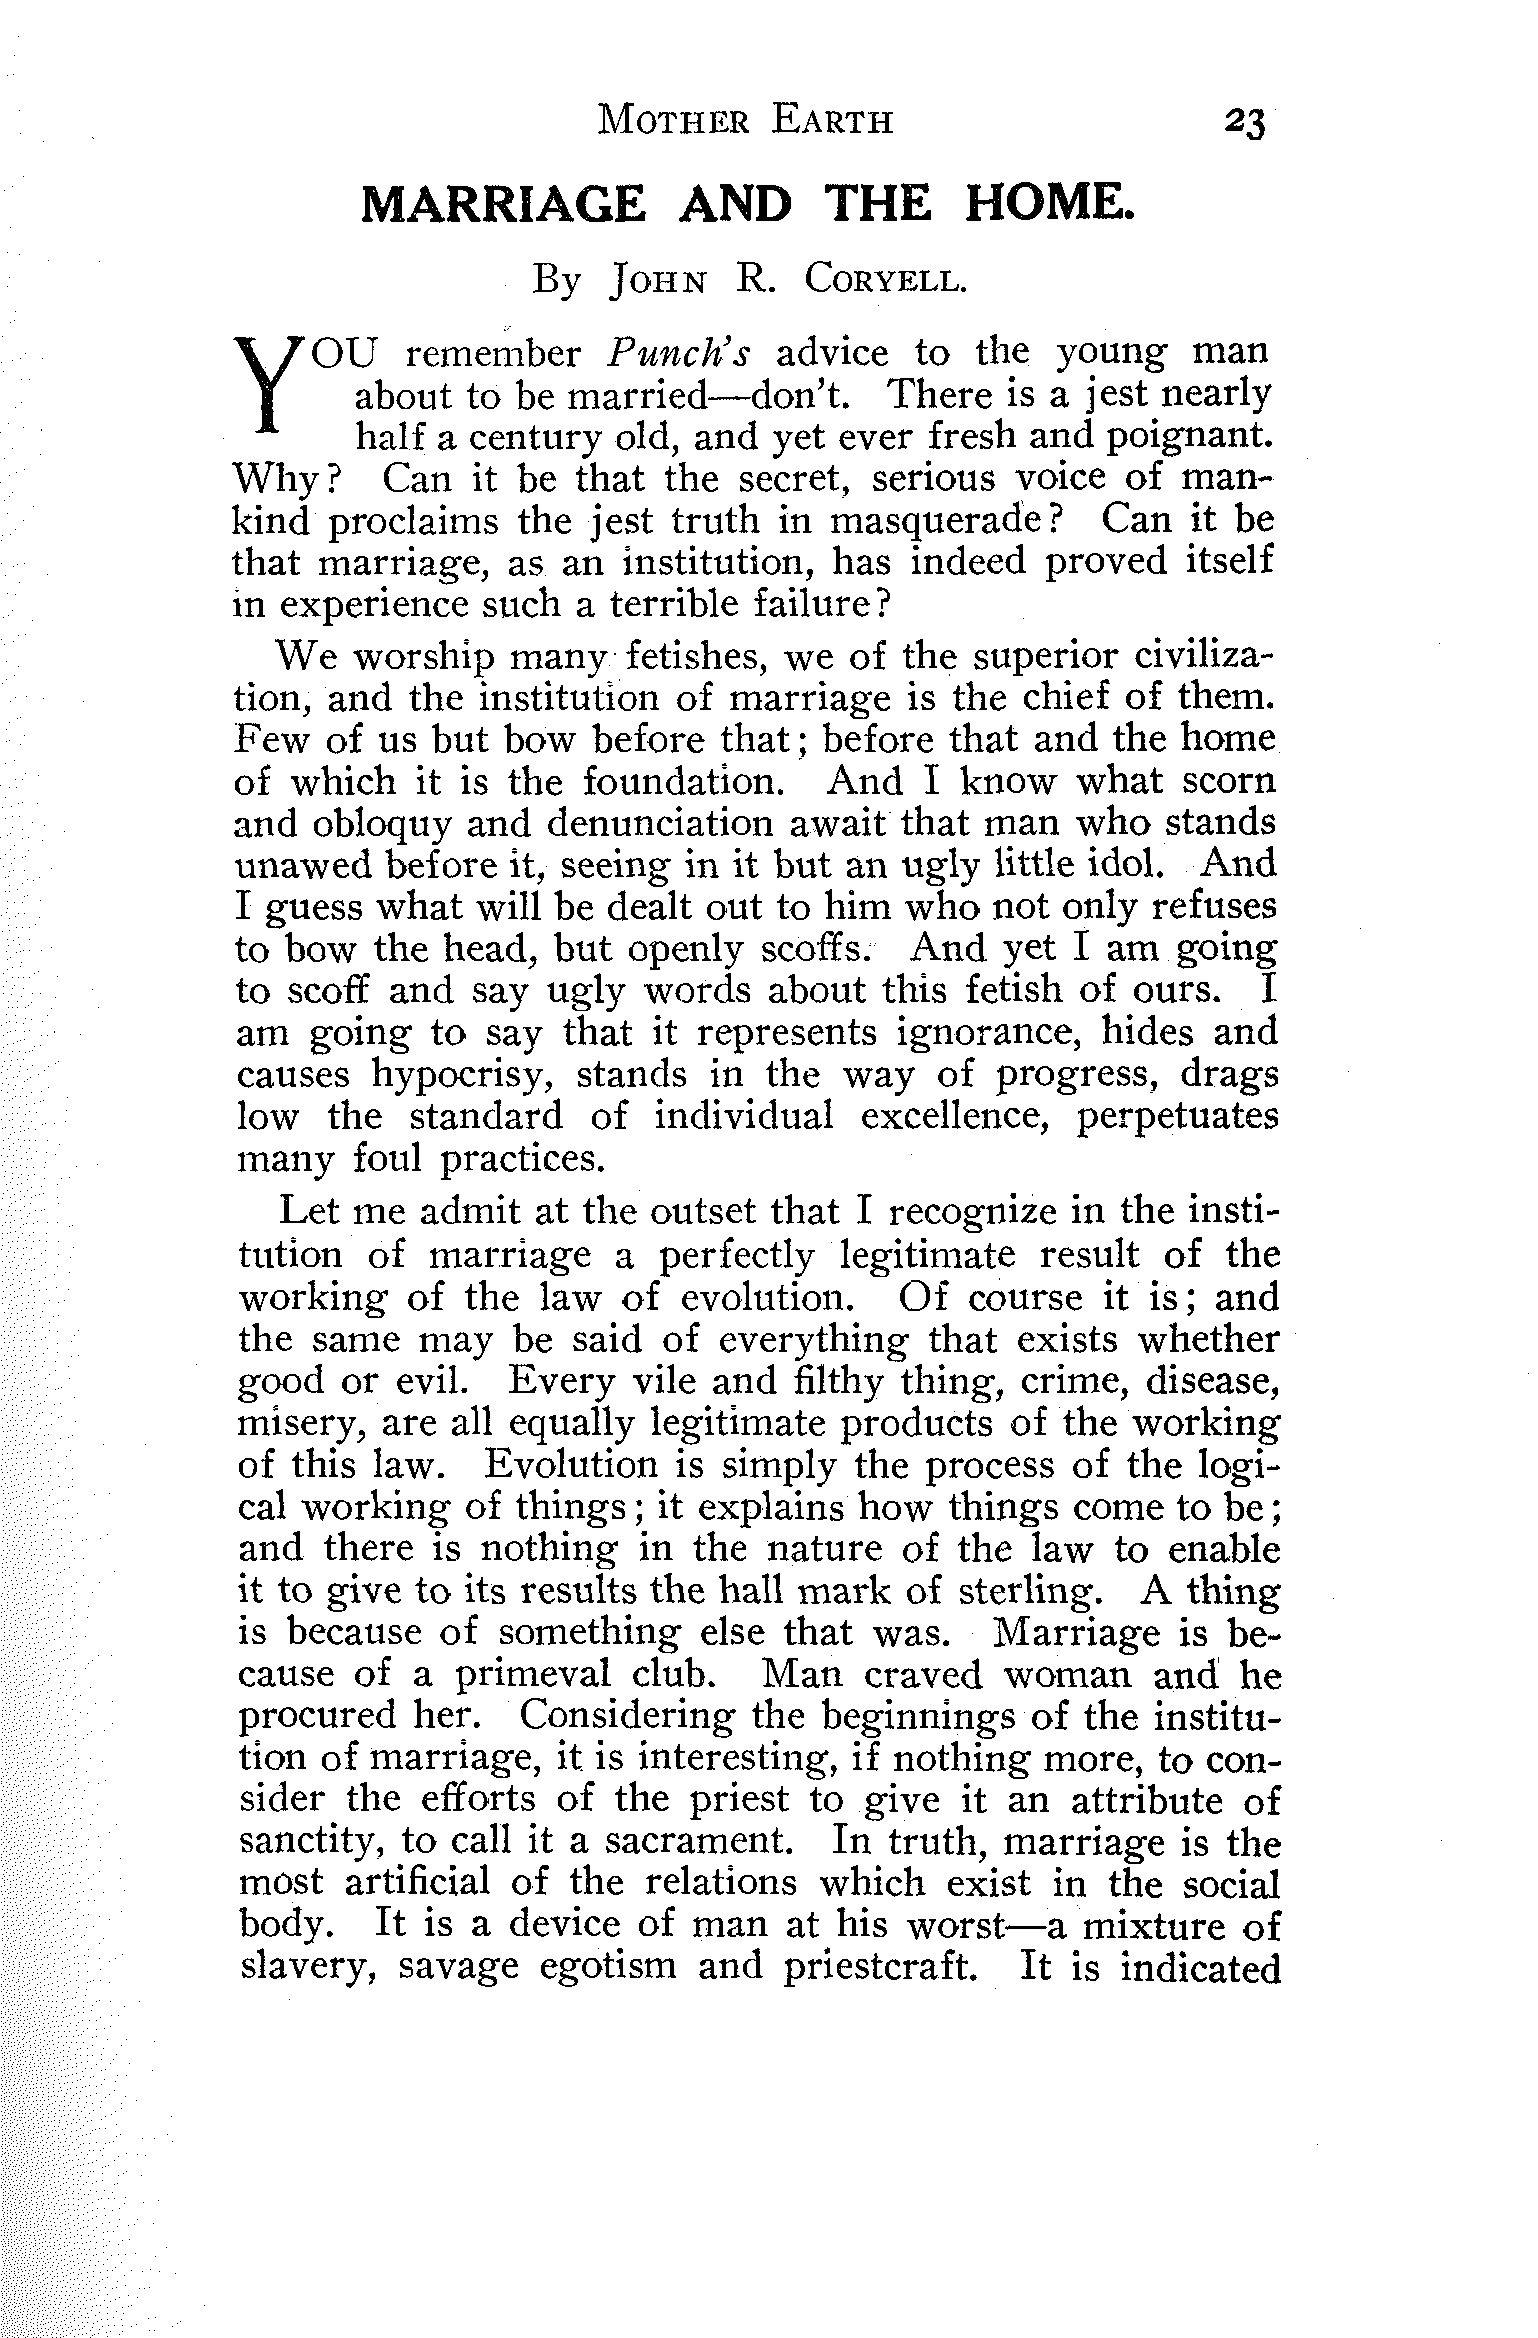 MOTHER EARTH 23
MARRIAGE AND THE HOME.
By JOHN R. CORYELL.
YOU remember Punch's advice to the young man
about to be married—don't. There is a jest nearly
half a century old, and yet ever fresh and poignant.
Why? Can it be that the secret, serious voice of man-
kind proclaims the jest truth in masquerade? Can it be
that marriage, as an institution, has indeed proved itself
in experience such a terrible failure?
We worship many fetishes, we of the superior civiliza-
tion, and the institution of marriage is the chief of them.
Few of us but bow before that; before that and the home
of which it is the foundation. And I know what scorn
and obloquy and denunciation await that man who stands
unawed before it, seeing in it but an ugly little idol. And
I guess what will be dealt out to him who not only refuses
to bow the head, but openly scoffs. And yet I am going
to scoff and say ugly words about this fetish of ours. I
am going to say that it represents ignorance, hides and
causes hypocrisy, stands in the way of progress, drags
low the standard of individual excellence, perpetuates
many foul practices.
Let me admit at the outset that I recognize in the insti-
tution of marriage a perfectly legitimate result of the
working of the law of evolution. Of course it is; and
the same may be said of everything that exists whether
good or evil. Every vile and filthy thing, crime, disease,
misery, are all equally legitimate products of the working
of this law. Evolution is simply the process of the logi-
cal working of things; it explains how things come to be;
and there is nothing in the nature of the law to enable
it to give to its results the hall mark of sterling. A thing
is because of something else that was. Marriage is be-
cause of a primeval club. Man craved woman and he
procured her. Considering the beginnings of the institu-
tion of marriage, it is interesting, if nothing more, to con-
sider the efforts of the priest to give it an attribute of
sanctity, to call it a sacrament. In truth, marriage is the
most artificial of the relations which exist in the social
body. It is a device of man at his worst—a mixture of
slavery, savage egotism and priestcraft. It is indicated